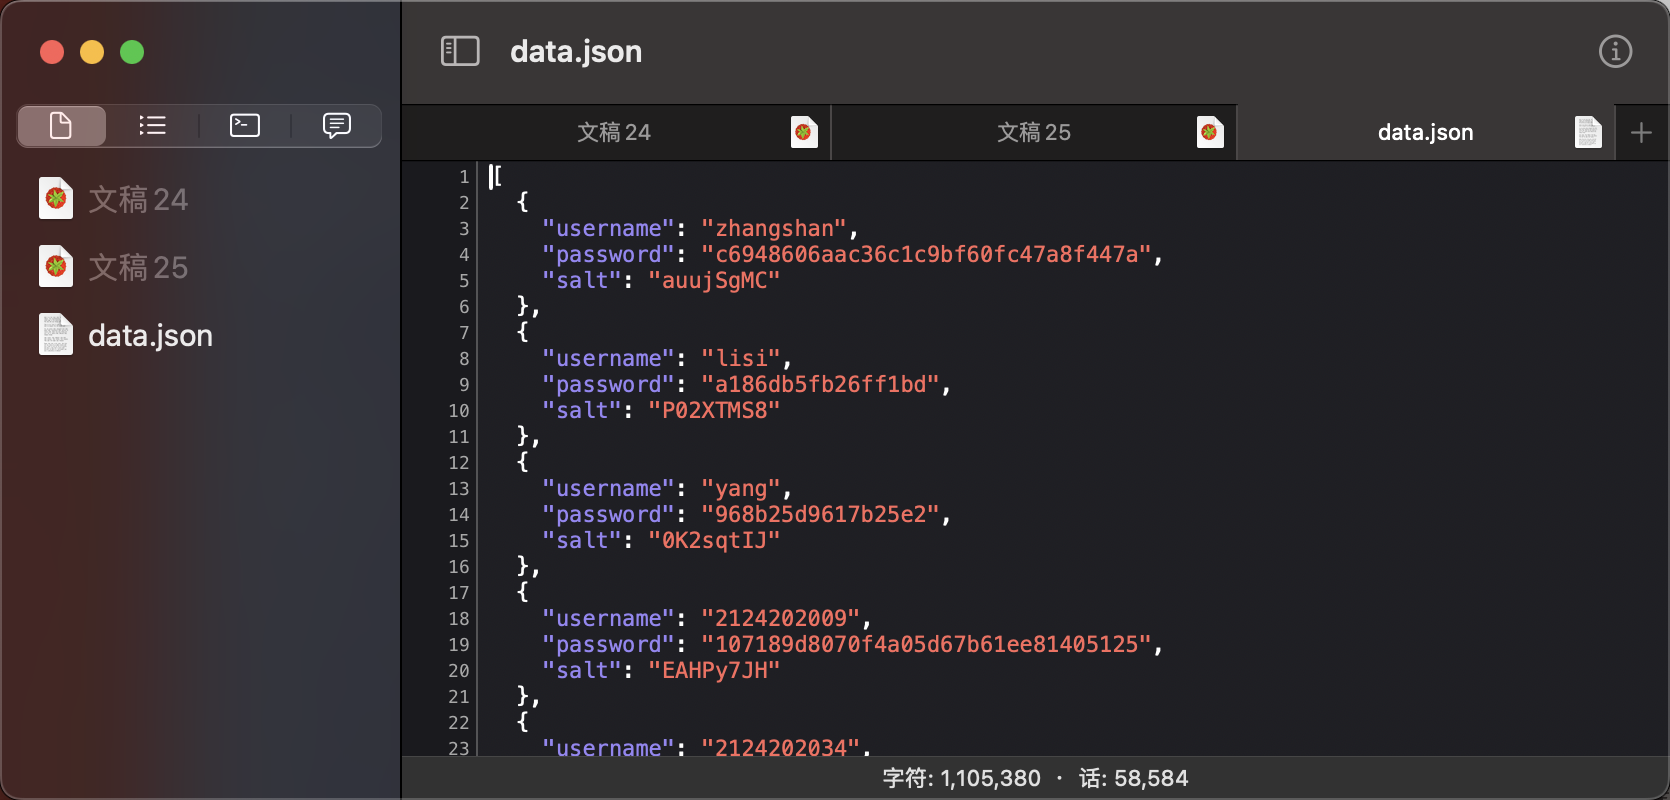 data.json
文稿 24
文稿 25
data.json
文稿 24
文稿 25
data.json
1 [
2 {
3 "username": "zhangshan",
4 "password": "c6948606aac36c1c9bf60fc47a8f447a",
5 "salt": "auujSgMC"
6 },
7 {
8 "username": "lisi",
9 "password": "a186db5fb26ff1bd",
10 "salt": "P02XTMS8"
11 },
12 {
13 "username": "yang",
14 "password": "968b25d9617b25e2",
15 "salt": "0K2sqtIJ"
16 },
17 {
18 "username": "2124202009",
19 "password": "107189d8070f4a05d67b61ee81405125",
20 "salt": "EAHPy7JH"
21 },
22 {
23 "username": "2124202034",
字符: 1,105,380 · 话: 58,584